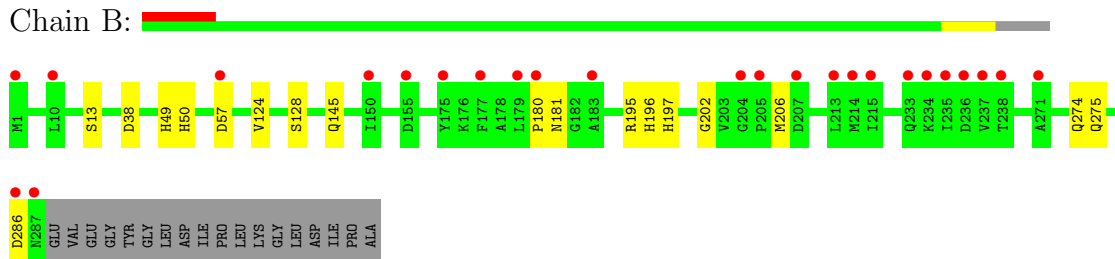 Chain B:
M1 L10 S13 D38 H49 H50 D57 V124 S128 Q145 I150 D155 Y175 K176 F177 A178 L179 P180 N181 G182 A183 R195 H196 H197 G202 V203 G204 P205 M206 D207 L213 M214 I215 Q233 K234 I235 D236 V237 T238 A271 Q274 Q275
D286 N287 GLU VAL GLU GLY TYR GLY LEU ASP ILE PRO LEU LYS GLY LEU ASP ILE PRO ALA